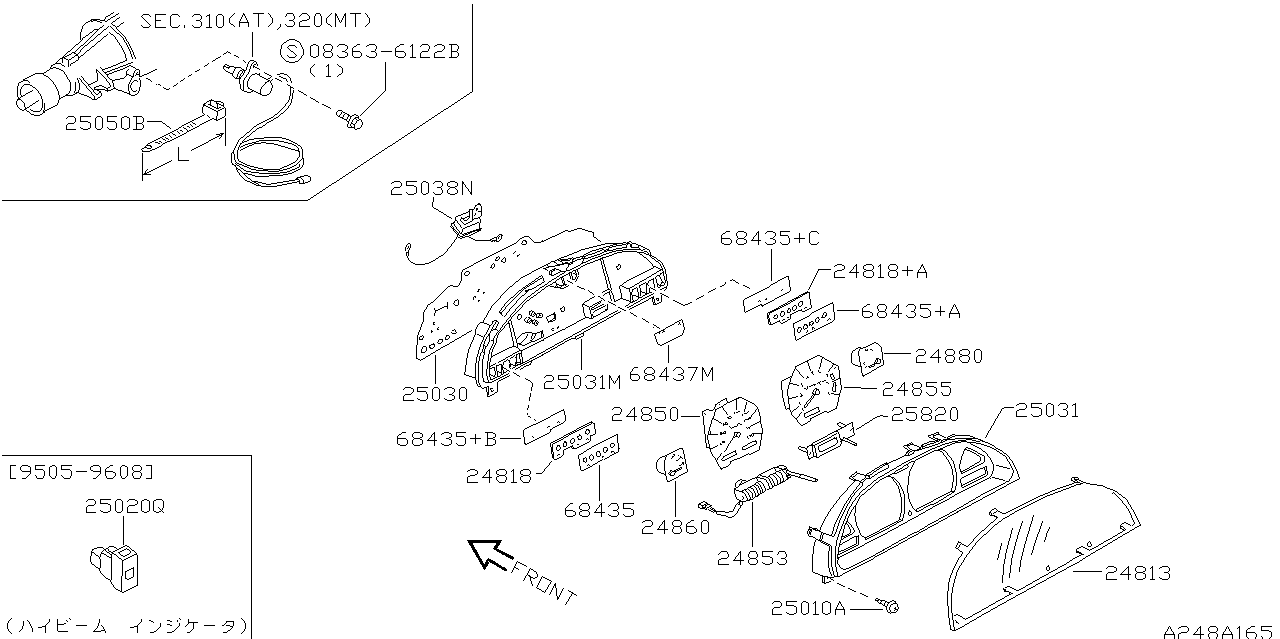 SEC.310(AT),320(MT)
S 08363-6122B
(1)
25050B
L
25038N
68435+C
24818+A
68435+A
24880
24855
25820
25031
25030
25031M
68437M
24850
68435+B
24818
68435
24860
24853
24813
25010A
FRONT
[9505-9608]
25020Q
(ハイビーム インジケータ)
A248A165